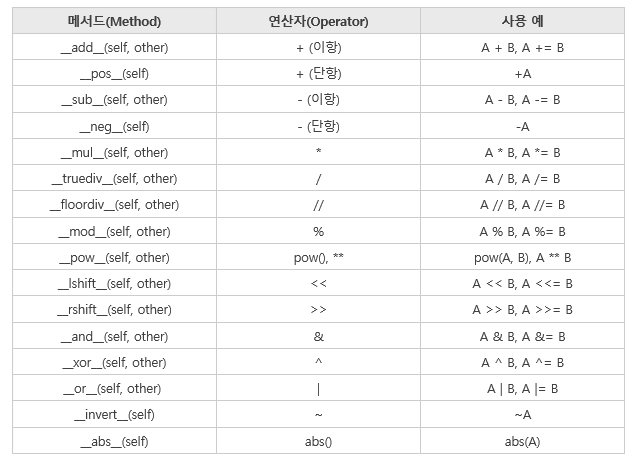 메서드(Method) 연산자(Operator) 사용 예
__add__(self, other) + (이항) A + B, A += B
__pos__(self) + (단항) +A
__sub__(self, other) - (이항) A - B, A -= B
__neg__(self) - (단항) -A
__mul__(self, other) * A * B, A *= B
__truediv__(self, other) / A / B, A /= B
__floordiv__(self, other) // A // B, A //= B
__mod__(self, other) % A % B, A %= B
__pow__(self, other) pow(), ** pow(A, B), A ** B
__lshift__(self, other) << A << B, A <<= B
__rshift__(self, other) >> A >> B, A >>= B
__and__(self, other) & A & B, A &= B
__xor__(self, other) ^ A ^ B, A ^= B
__or__(self, other) | A | B, A |= B
__invert__(self) ~ ~A
__abs__(self) abs() abs(A)